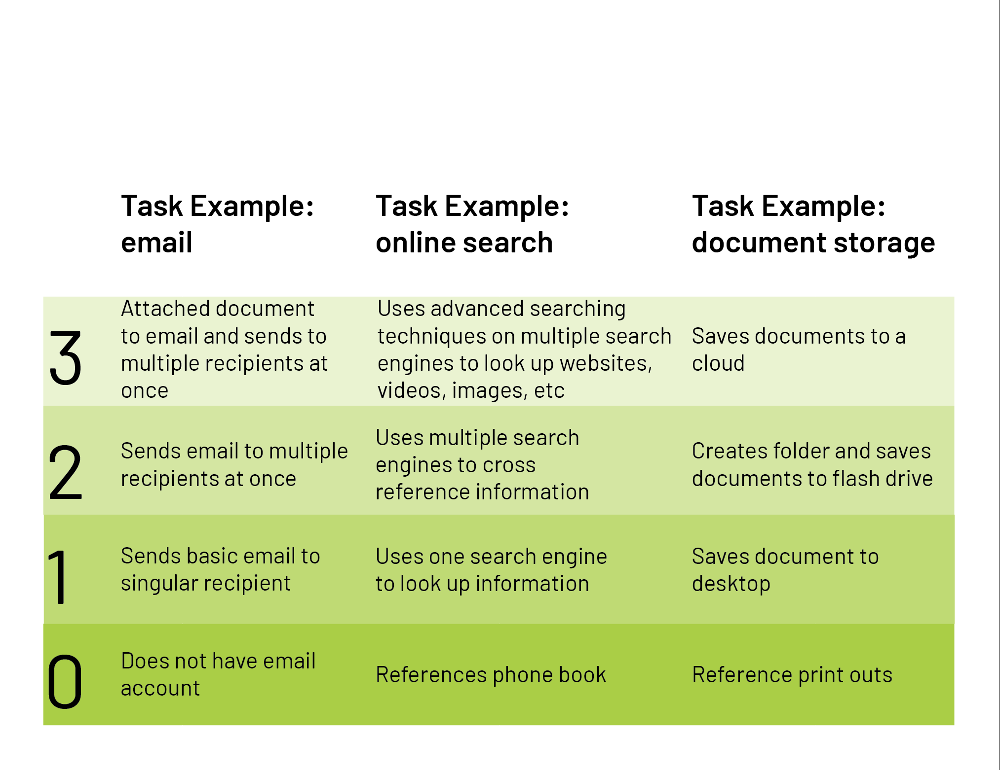 Task Example:
email
Task Example:
online search
Task Example:
document storage
3
Attached document
to email and sends to
multiple recipients at
once
Uses advanced searching
techniques on multiple search
engines to look up websites,
videos, images, etc
Saves documents to a
cloud
2
Sends email to multiple
recipients at once
Uses multiple search
engines to cross
reference information
Creates folder and saves
documents to flash drive
1
Sends basic email to
singular recipient
Uses one search engine
to look up information
Saves document to
desktop
0
Does not have email
account
References phone book
Reference print outs